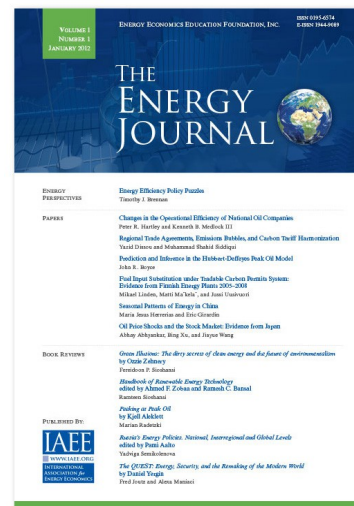 VOLUME I
NUMBER 1
JANUARY 2012
ENERGY ECONOMICS EDUCATION FOUNDATION, INC.
ISSN 0195-6574
E-ISSN 1944-9089
THE
ENERGY
JOURNAL
ENERGY
PERSPECTIVES
Energy Efficiency Policy Puzzles
Timothy J. Brennan
PAPERS
Changes in the Operational Efficiency of National Oil Companies
Peter R. Hartley and Kenneth B. Medlock III
Regional Trade Agreements, Emissions Bubbles, and Carbon Tariff Harmonization
Yazid Dissou and Muhammad Shahid Siddiqui
Prediction and Inference in the Hubbert-Deffeyes Peak Oil Model
John R. Boyce
Fuel Input Substitution under Tradable Carbon Permits System:
Evidence from Finnish Energy Plants 2005–2008
Mikael Linden, Matti Ma¨kela¨, and Jussi Uusivuori
Seasonal Patterns of Energy in China
Maria Jesus Herrerias and Eric Girardin
Oil Price Shocks and the Stock Market: Evidence from Japan
Abhay Abhyankar, Bing Xu, and Jiayue Wang
BOOK REVIEWS
Green Illusions: The dirty secrets of clean energy and the future of environmentalism
by Ozzie Zehner
Fereidoon P. Sioshansi
Handbook of Renewable Energy Technology
edited by Ahmed F. Zobaa and Ramesh C. Bansal
Ramteen Sioshansi
Peeking at Peak Oil
by Kjell Aleklett
Marian Radetzki
Russia's Energy Policies: National, Interregional and Global Levels
edited by Pami Aalto
Yadviga Semikolenova
The QUEST: Energy, Security, and the Remaking of the Modern World
by Daniel Yergin
Fred Joutz and Alexa
PUBLISHED BY:
IAEE
WWW.IAEE.ORG
INTERNATIONAL
ASSOCIATION for
ENERGY ECONOMICS